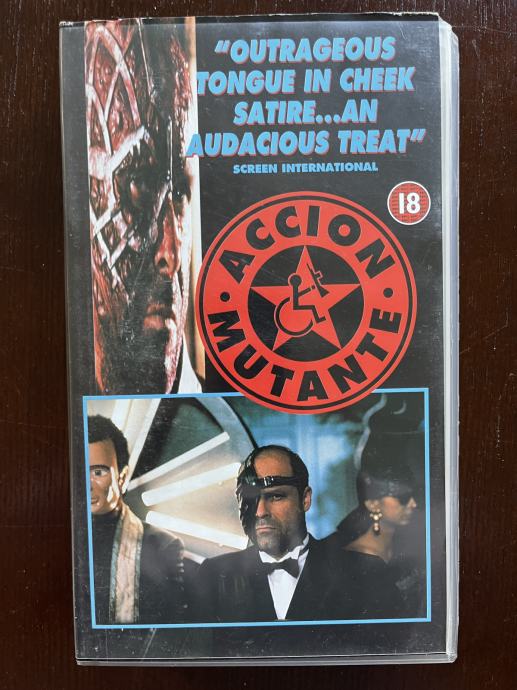 “OUTRAGEOUS
TONGUE IN CHEEK
SATIRE...AN
AUDACIOUS TREAT”
SCREEN INTERNATIONAL
18
• ACCION •
MUTANTE